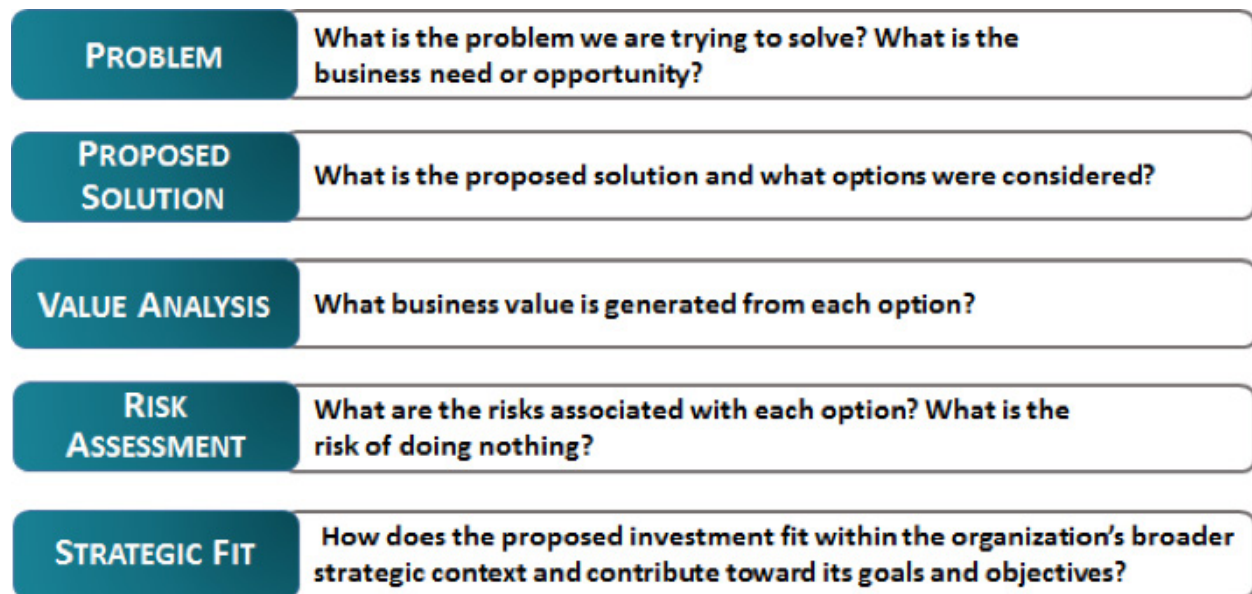 PROBLEM
What is the problem we are trying to solve? What is the
business need or opportunity?
PROPOSED
SOLUTION
What is the proposed solution and what options were considered?
VALUE ANALYSIS
What business value is generated from each option?
RISK
ASSESSMENT
What are the risks associated with each option? What is the
risk of doing nothing?
STRATEGIC FIT
How does the proposed investment fit within the organization’s broader
strategic context and contribute toward its goals and objectives?